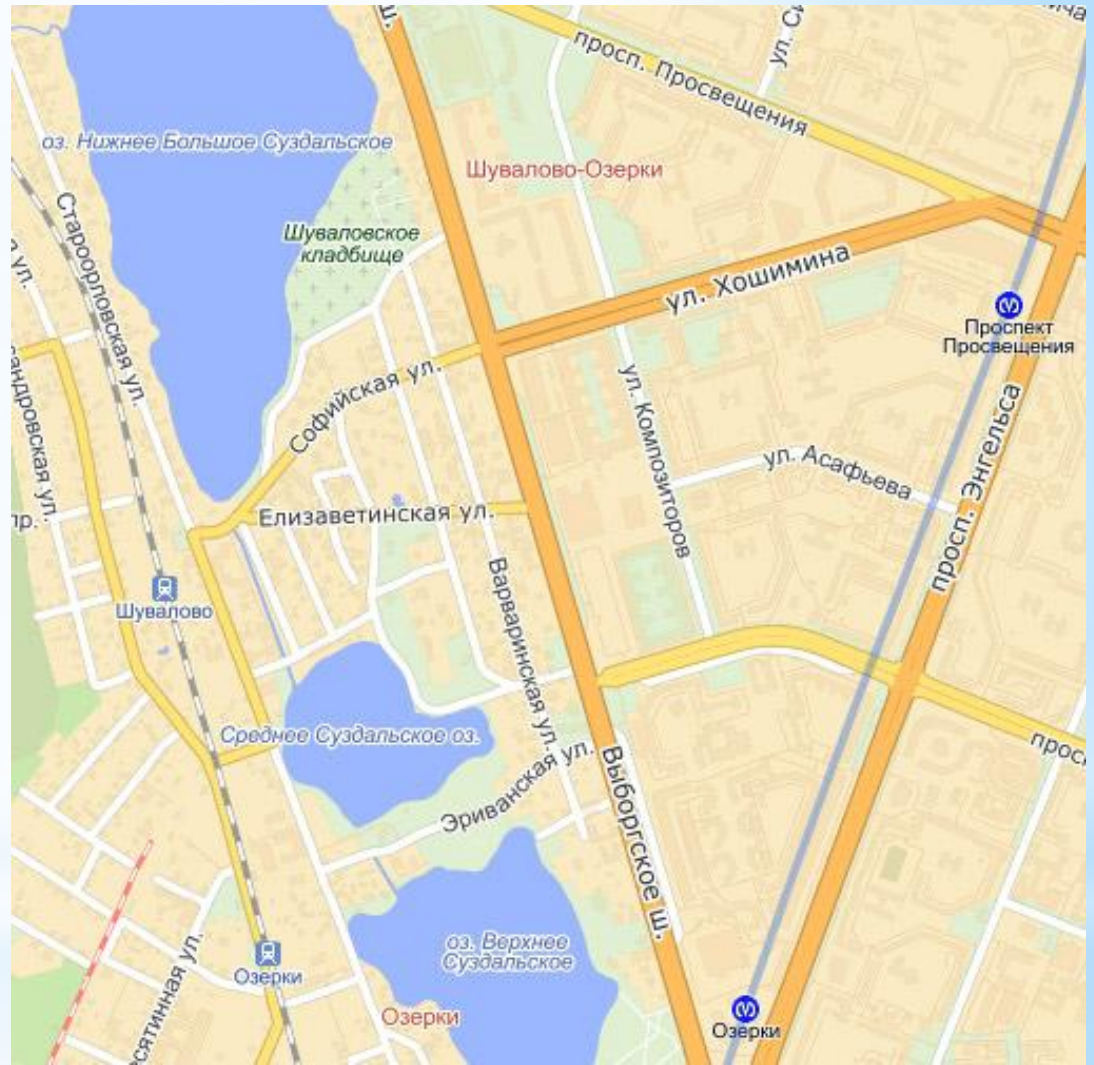 ш.
просп. Просвещения
ул.
оз. Нижнее Большое Суздальское
Шувалово-Озерки
Староорловская ул.
Шуваловское
кладбище
ул.
ул. Хошимина
Проспект
Просвещения
Софийская ул.
ул. Композиторов
ул. Асафьева
просп. Энгельса
Елизаветинская ул.
Шувалово
Варваринская ул.
Среднее Суздальское оз.
Эриванская ул.
Выборгское ш.
оз. Верхнее
Суздальское
Озерки
Озерки
Озерки